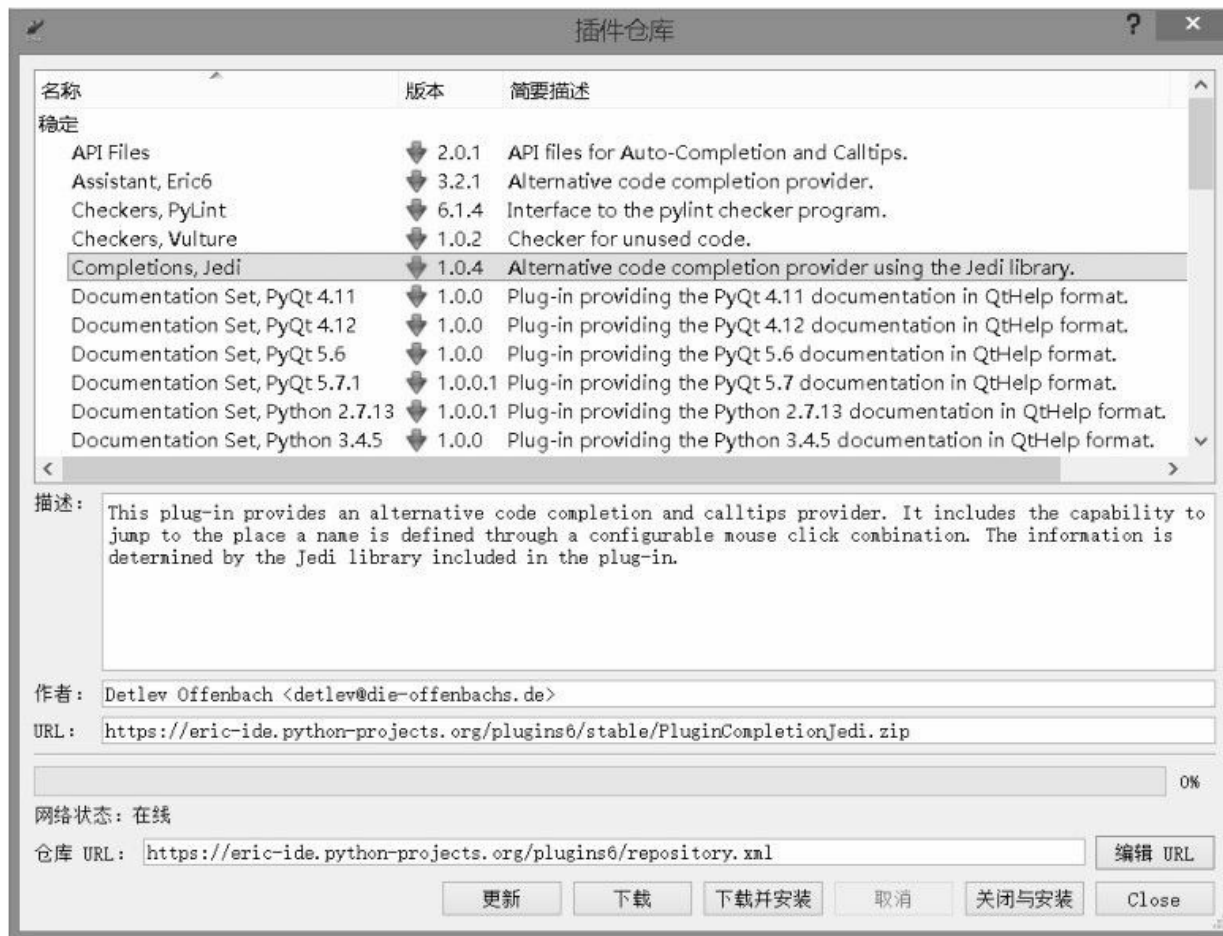 插件仓库
? ×
名称 版本 简要描述
稳定
API Files 2.0.1 API files for Auto-Completion and Calltips.
Assistant, Eric6 3.2.1 Alternative code completion provider.
Checkers, PyLint 6.1.4 Interface to the pylint checker program.
Checkers, Vulture 1.0.2 Checker for unused code.
Completions, Jedi 1.0.4 Alternative code completion provider using the Jedi library.
Documentation Set, PyQt 4.11 1.0.0 Plug-in providing the PyQt 4.11 documentation in QtHelp format.
Documentation Set, PyQt 4.12 1.0.0 Plug-in providing the PyQt 4.12 documentation in QtHelp format.
Documentation Set, PyQt 5.6 1.0.0 Plug-in providing the PyQt 5.6 documentation in QtHelp format.
Documentation Set, PyQt 5.7.1 1.0.0.1 Plug-in providing the PyQt 5.7 documentation in QtHelp format.
Documentation Set, Python 2.7.13 1.0.0.1 Plug-in providing the Python 2.7.13 documentation in QtHelp format.
Documentation Set, Python 3.4.5 1.0.0 Plug-in providing the Python 3.4.5 documentation in QtHelp format.
描述：
This plug-in provides an alternative code completion and calltips provider. It includes the capability to
jump to the place a name is defined through a configurable mouse click combination. The information is
determined by the Jedi library included in the plug-in.
作者： Detlev Offenbach <detlev@die-offenbachs.de>
URL: https://eric-ide.python-projects.org/plugins6/stable/PluginCompletionJedi.zip
0%
网络状态：在线
仓库 URL: https://eric-ide.python-projects.org/plugins6/repository.xml 编辑 URL
更新 下载 下载并安装 取消 关闭与安装 Close